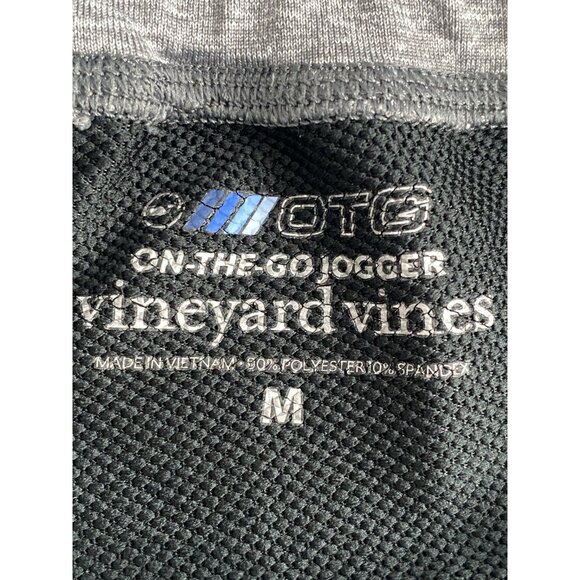 OTG
ON-THE-GO JOGGER
vineyard vines
MADE IN VIETNAM • 90% POLYESTER 10% SPANDEX
M